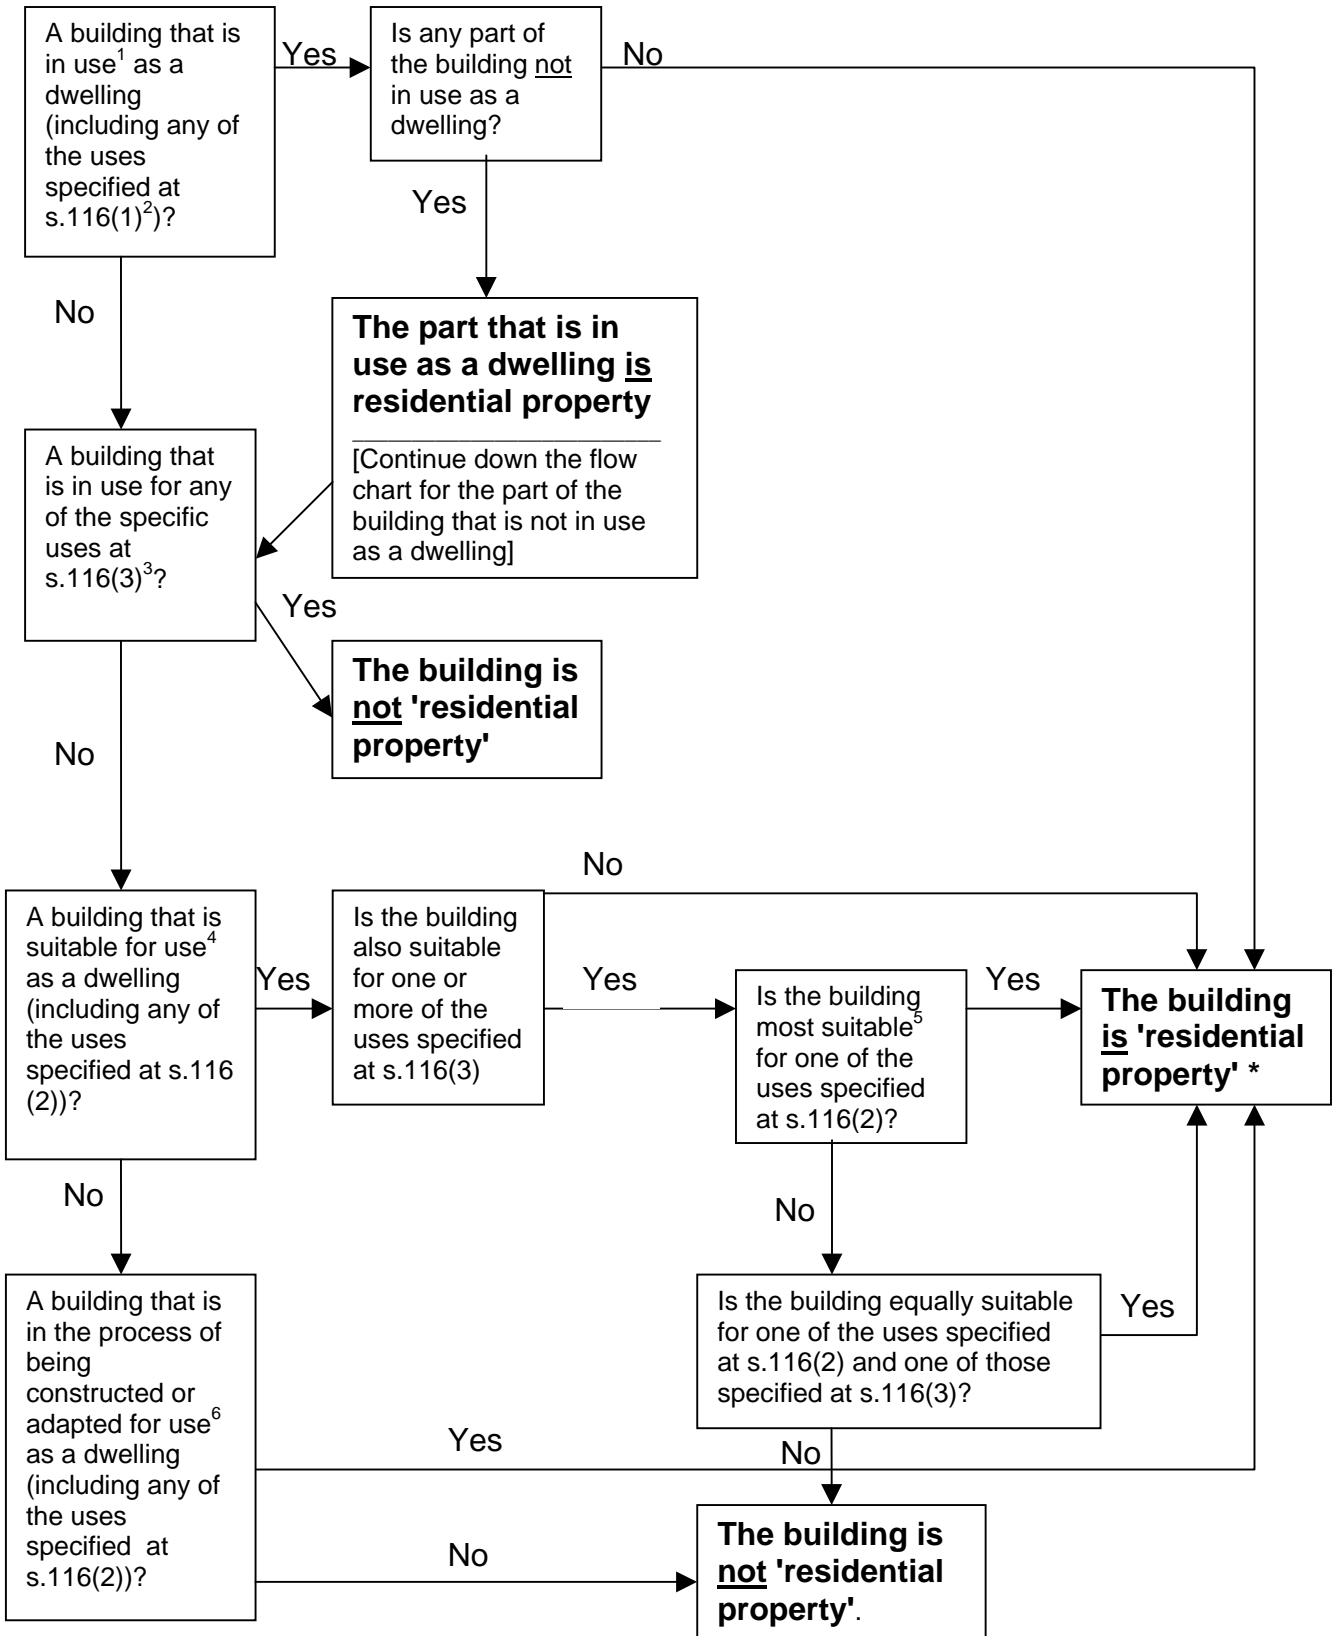 A building that is
in use1 as a
dwelling
(including any of
the uses
specified at
s.116(1)2)?
Yes
Is any part of
the building not
in use as a
dwelling?
No
Yes
No
The part that is in
use as a dwelling is
residential property
[Continue down the flow
chart for the part of the
building that is not in use
as a dwelling]
A building that
is in use for any
of the specific
uses at
s.116(3)3?
Yes
The building is
not 'residential
property'
No
No
A building that is
suitable for use4
as a dwelling
(including any of
the uses
specified at s.116
(2))?
Yes
Is the building
also suitable
for one or
more of the
uses specified
at s.116(3)
Yes
Is the building
most suitable5
for one of the
uses specified
at s.116(2)?
Yes
The building
is 'residential
property' *
No
No
A building that is
in the process of
being
constructed or
adapted for use6
as a dwelling
(including any of
the uses
specified at
s.116(2))?
Is the building equally suitable
for one of the uses specified
at s.116(2) and one of those
specified at s.116(3)?
Yes
Yes
No
No
The building is
not 'residential
property'.